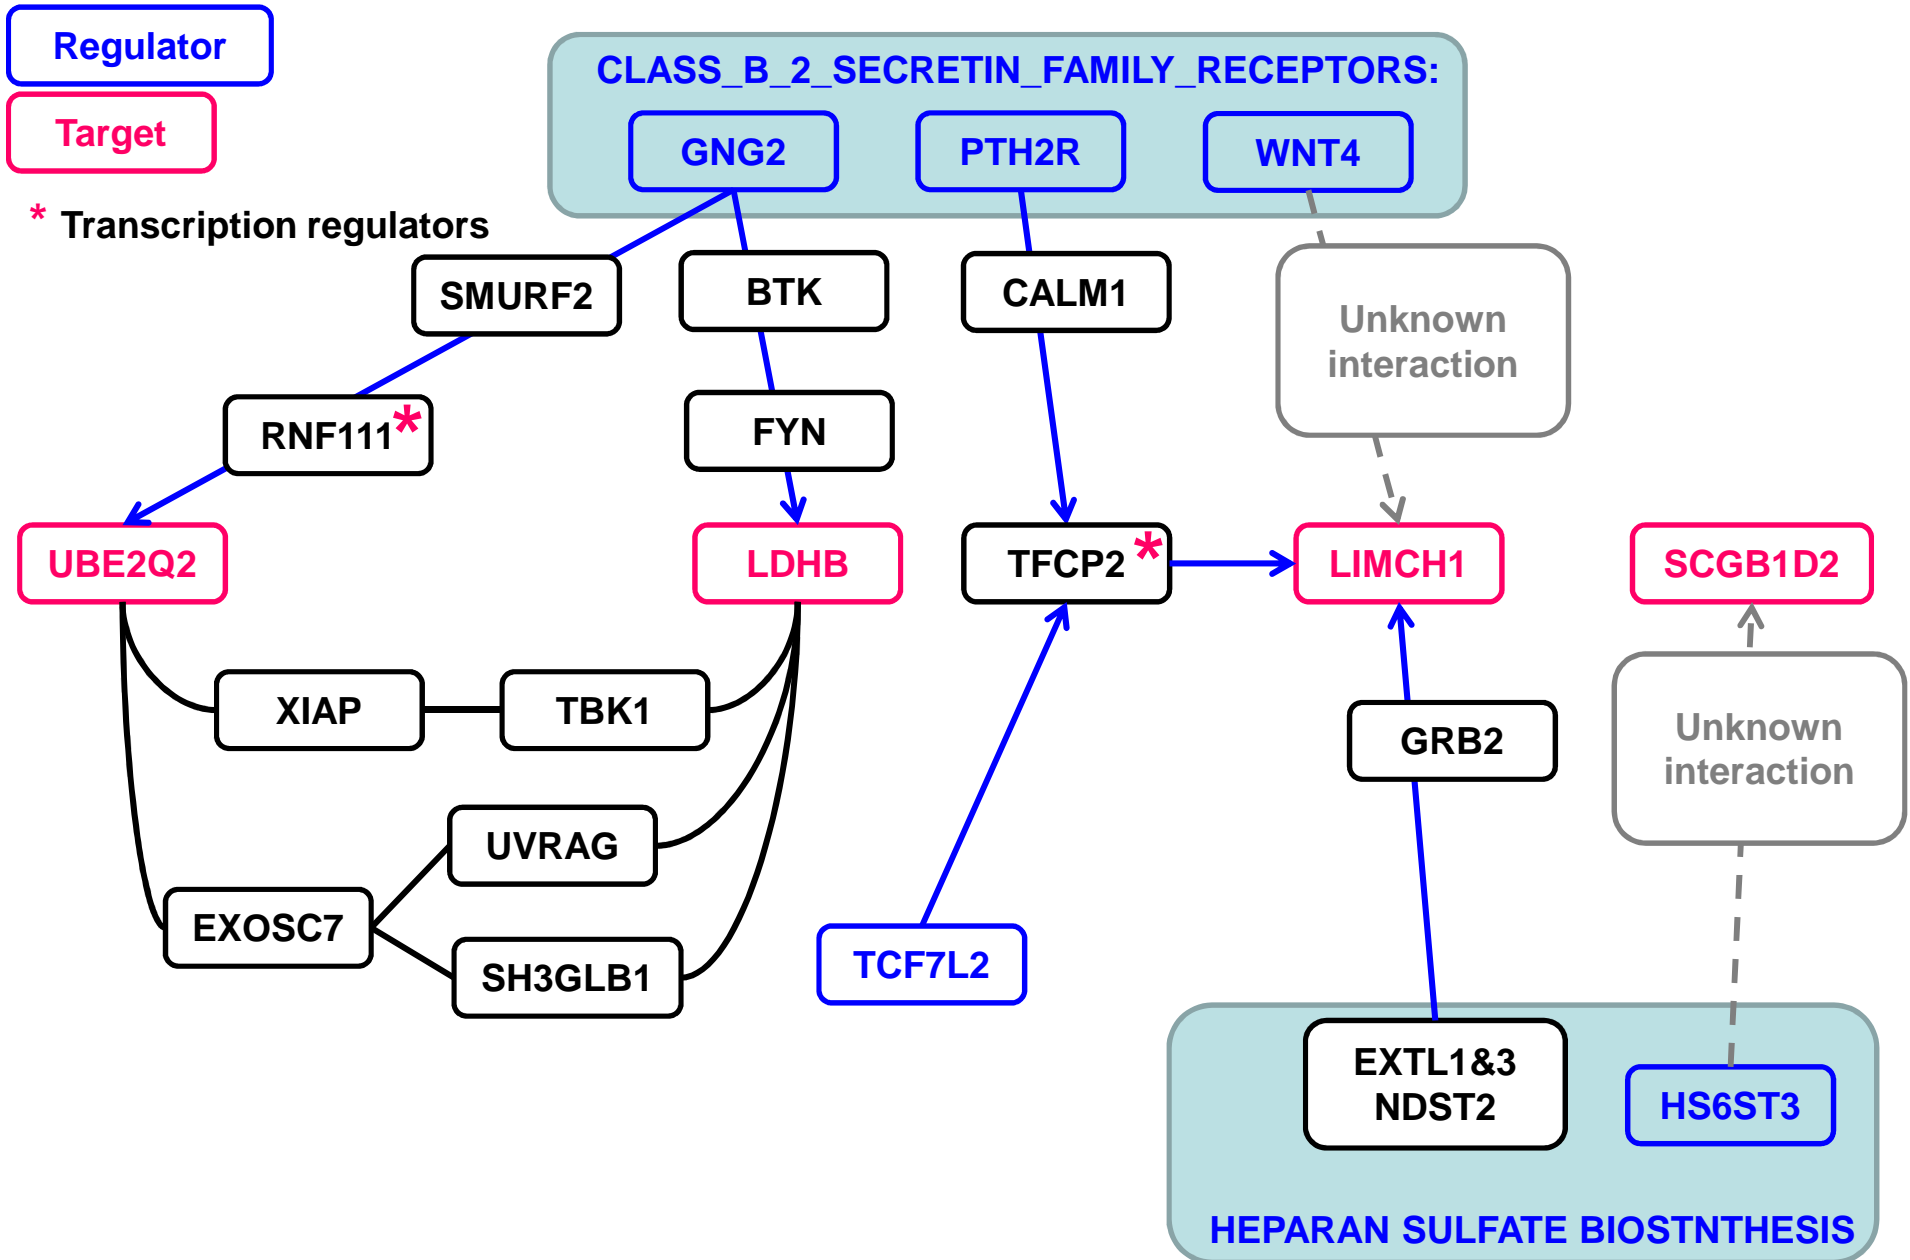 Regulator
Target
* Transcription regulators
CLASS_B_2_SECRETIN_FAMILY_RECEPTORS:
GNG2
PTH2R
WNT4
SMURF2
BTK
CALM1
Unknown
interaction
RNF111*
FYN
UBE2Q2
LDHB
TFCP2*
LIMCH1
SCGB1D2
XIAP
TBK1
GRB2
Unknown
interaction
UVRAG
EXOSC7
SH3GLB1
TCF7L2
EXTL1&3
NDST2
HS6ST3
HEPARAN SULFATE BIOSTNTHESIS